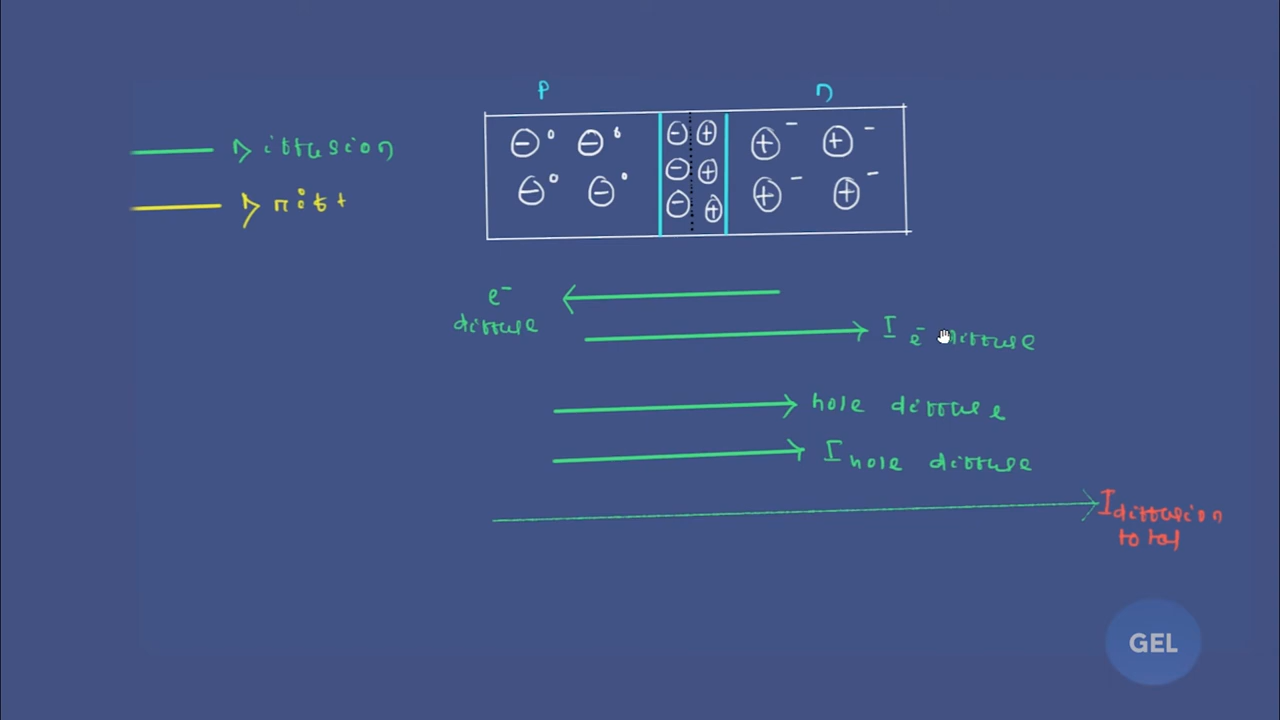 P
n
Diffusion
Drift
e⁻
diffuse
I e⁻ diffuse
hole diffuse
I hole diffuse
I diffusion
total
GEL